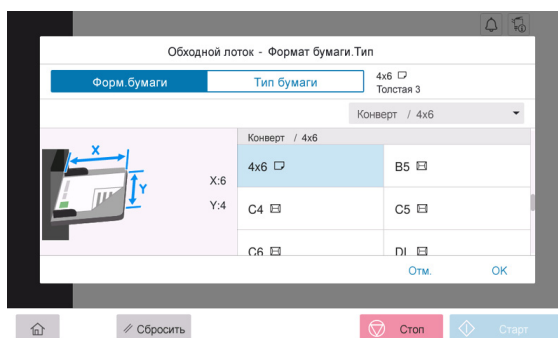 Обходной лоток - Формат бумаги.Тип
Форм.бумаги
Тип бумаги
4x6
Толстая 3
Конверт / 4x6
Конверт / 4x6
X
Y
X:6
Y:4
4x6
B5
C4
C5
C6
DL
Отм.
OK
Сбросить
Стоп
Старт